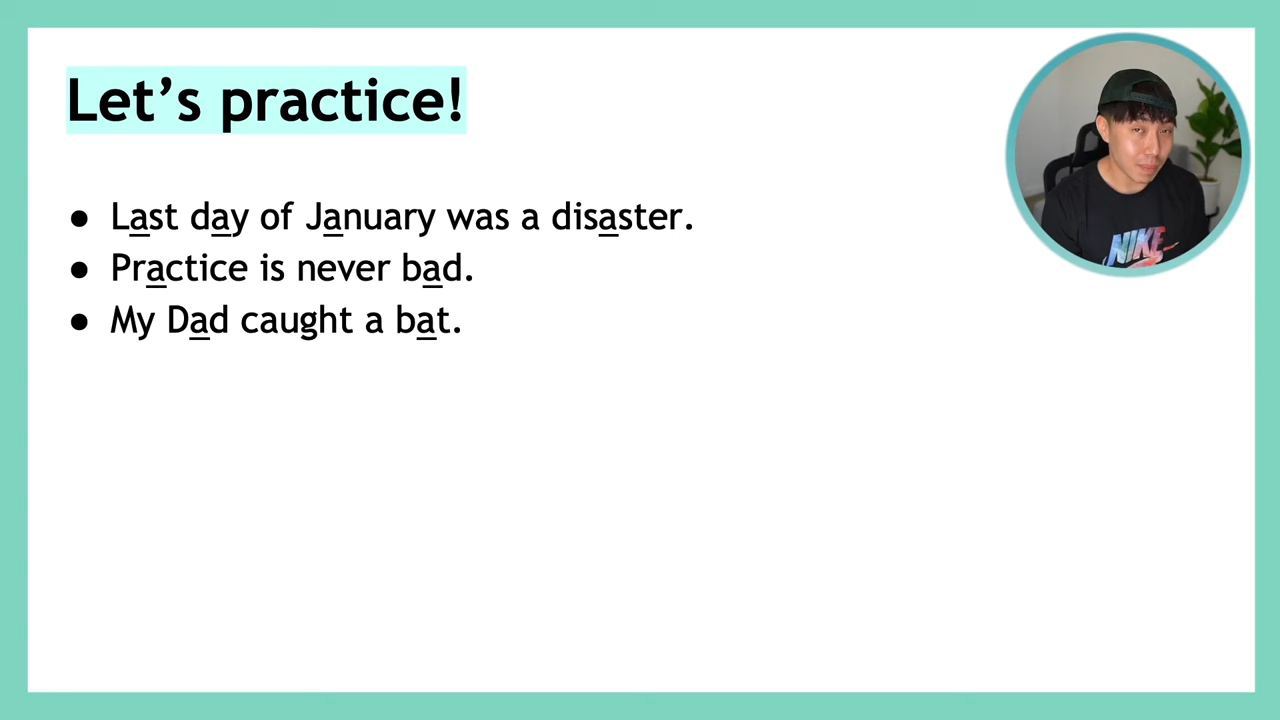 Let's practice!
● Last day of January was a disaster.
● Practice is never bad.
● My Dad caught a bat.
NIKE